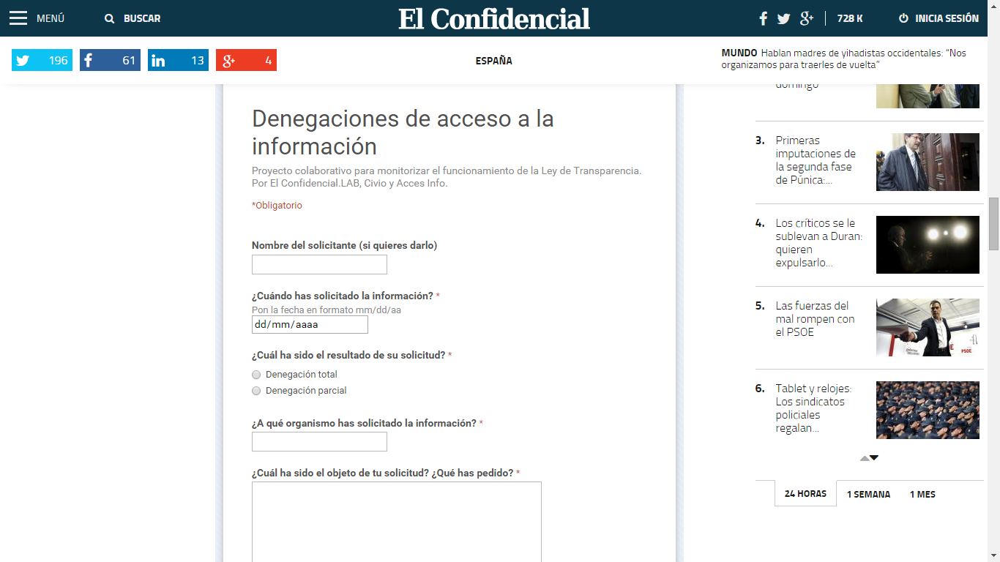 MENÚ
BUSCAR
El Confidencial
728 K
INICIA SESIÓN
196
61
13
4
ESPAÑA
MUNDO Hablan madres de yihadistas occidentales: “Nos
organizamos para traerles de vuelta”
Denegaciones de acceso a la
información
Proyecto colaborativo para monitorizar el funcionamiento de la Ley de Transparencia.
Por El Confidencial.LAB, Civio y Acces Info.
*Obligatorio
Nombre del solicitante (si quieres darlo)
¿Cuándo has solicitado la información? *
Pon la fecha en formato mm/dd/aa
dd/mm/aaaa
¿Cuál ha sido el resultado de su solicitud? *
Denegación total
Denegación parcial
¿A qué organismo has solicitado la información? *
¿Cuál ha sido el objeto de tu solicitud? ¿Qué has pedido? *
domingo
3. Primeras
imputaciones de
la segunda fase
de Púnica:...
4. Los críticos se le
sublevan a Duran:
quieren
expulsarlo...
5. Las fuerzas del
mal rompen con
el PSOE
PSOE
6. Tablet y relojes:
Los sindicatos
policiales
regalan...
24 HORAS
1 SEMANA
1 MES